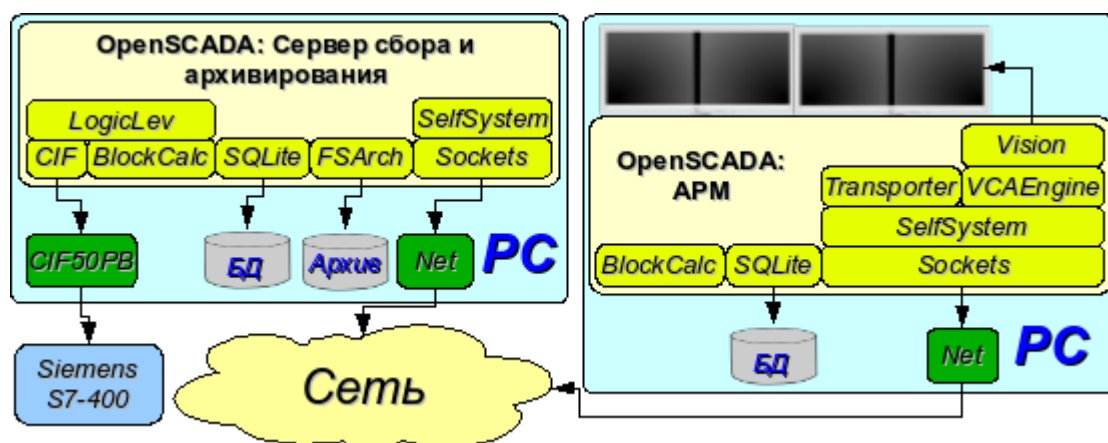 OpenSCADA: Сервер сбора и
архивирования
LogicLev
SelfSystem
CIF
BlockCalc
SQLite
FSArch
Sockets
CIF50PB
БД
Архив
Net
PC
Siemens
S7-400
Сеть
OpenSCADA:
АРМ
Vision
Transporter
VCAEngine
SelfSystem
BlockCalc
SQLite
Sockets
БД
Net
PC